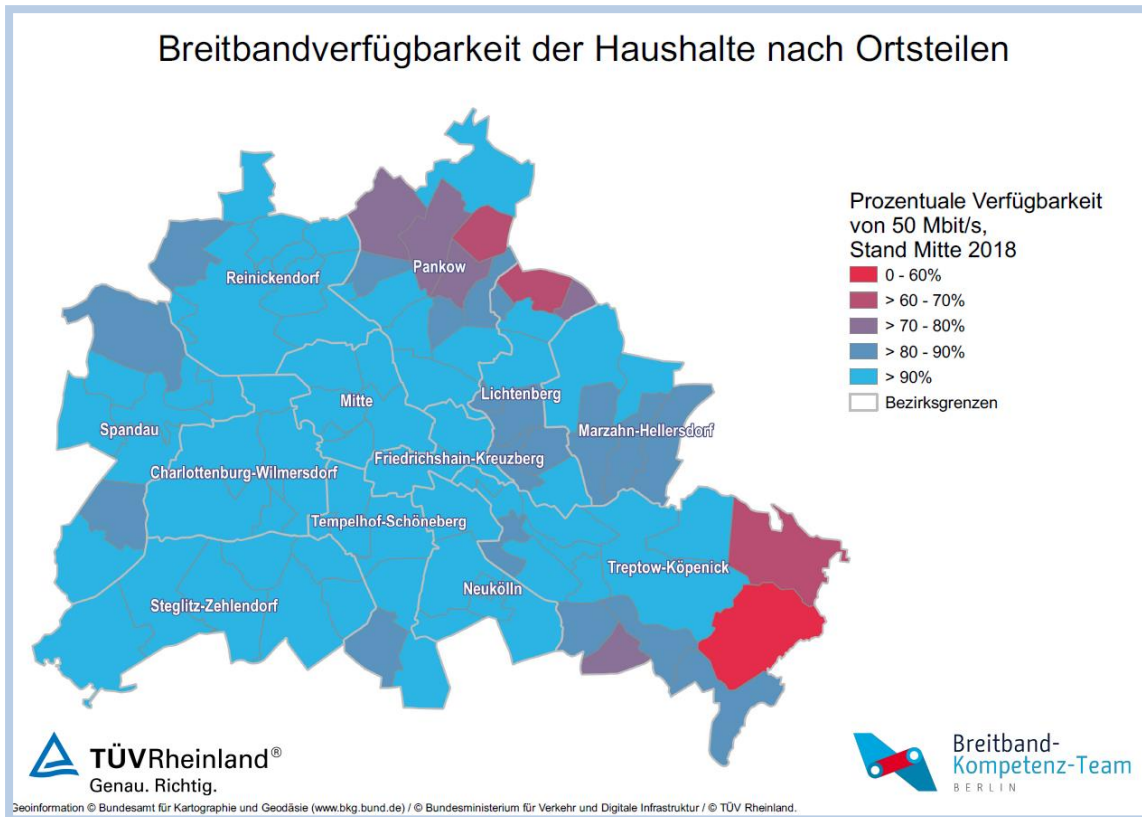 Breitbandverfügbarkeit der Haushalte nach Ortsteilen
Prozentuale Verfügbarkeit
von 50 Mbit/s,
Stand Mitte 2018
0 - 60%
> 60 - 70%
> 70 - 80%
> 80 - 90%
> 90%
Bezirksgrenzen
Pankow
Reinickendorf
Lichtenberg
Mitte
Spandau
Marzahn-Hellersdorf
Friedrichshain-Kreuzberg
Charlottenburg-Wilmersdorf
Tempelhof-Schöneberg
Treptow-Köpenick
Neukölln
Steglitz-Zehlendorf
TÜVRheinland®
Genau. Richtig.
Breitband-
Kompetenz-Team
BERLIN
Geoinformation © Bundesamt für Kartographie und Geodäsie (www.bkg.bund.de) / © Bundesministerium für Verkehr und Digitale Infrastruktur / © TÜV Rheinland.